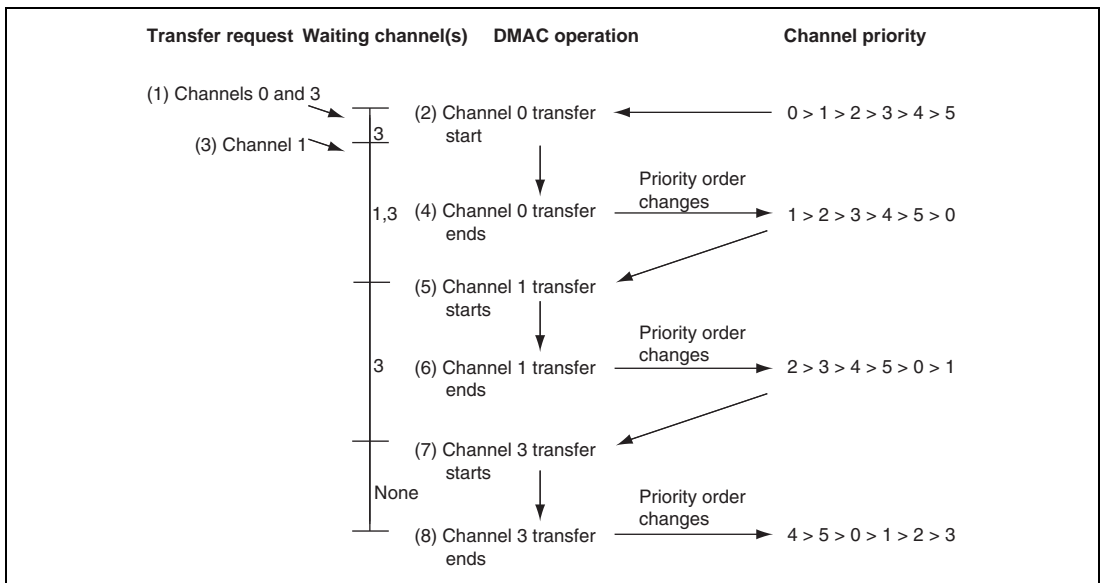 Transfer request Waiting channel(s) DMAC operation Channel priority
(1) Channels 0 and 3
3
(2) Channel 0 transfer
start
0 > 1 > 2 > 3 > 4 > 5
(3) Channel 1
1,3
(4) Channel 0 transfer
ends
Priority order
changes
1 > 2 > 3 > 4 > 5 > 0
(5) Channel 1 transfer
starts
3
(6) Channel 1 transfer
ends
Priority order
changes
2 > 3 > 4 > 5 > 0 > 1
(7) Channel 3 transfer
starts
None
(8) Channel 3 transfer
ends
Priority order
changes
4 > 5 > 0 > 1 > 2 > 3